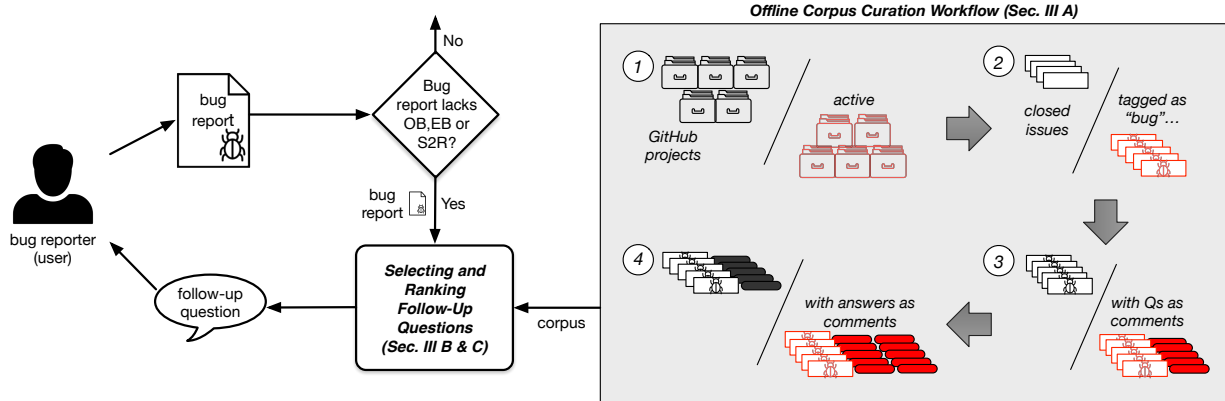 Offline Corpus Curation Workflow (Sec. III A)
No
bug
report
Bug
report lacks
OB,EB or
S2R?
bug
report
Yes
bug reporter
(user)
follow-up
question
Selecting and
Ranking
Follow-Up
Questions
(Sec. III B & C)
corpus
1
GitHub
projects
active
2
closed
issues
tagged as
"bug"...
3
with Qs as
comments
4
with answers as
comments